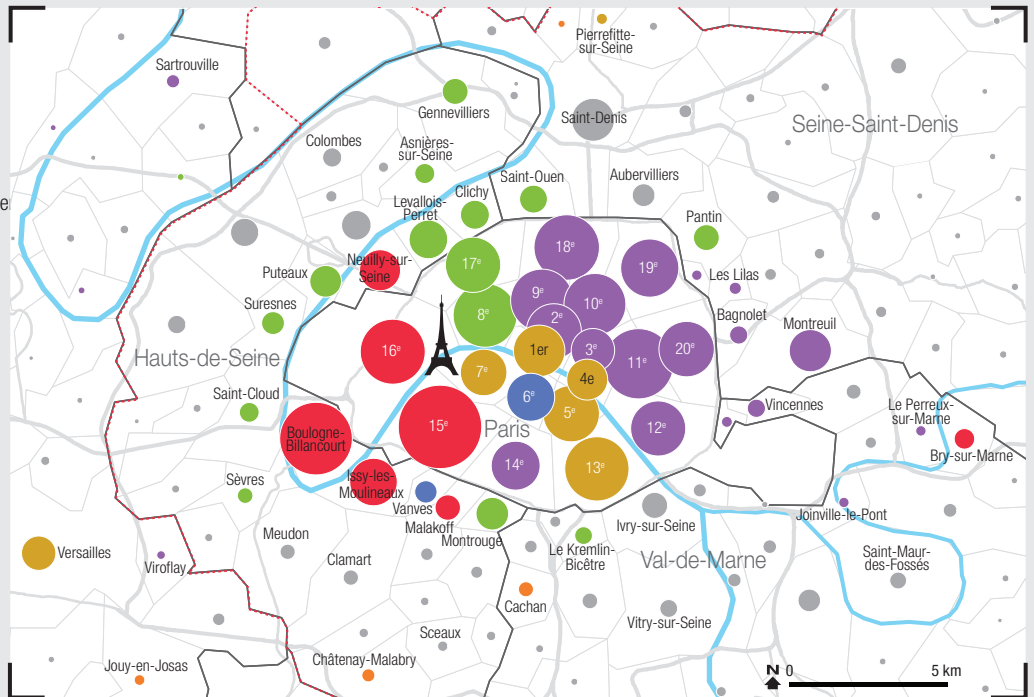 Pierrefitte-
sur-Seine
Sartrouville
Gennevilliers
Saint-Denis
Seine-Saint-Denis
Colombes
Asnières-
sur-Seine
Clichy
Saint-Ouen
Aubervilliers
Levallois-
Perret
Pantin
er
18e
Neuilly-sur-
Seine
17e
19e
Puteaux
Les Lilas
9e
10e
Suresnes
8e
2e
Bagnolet
Montreuil
Hauts-de-Seine
16e
1er
3e
11e
20e
7e
4e
Saint-Cloud
6e
5e
Vincennes
Le Perreux-
sur-Marne
Boulogne-
Billancourt
15e
Paris
12e
Bry-sur-Marne
14e
13e
Sèvres
Issy-les-
Moulineaux
Vanves
Malakoff
Montrouge
Ivry-sur-Seine
Joinville-le-Pont
Meudon
Versailles
Viroflay
Clamart
Le Kremlin-
Bicêtre
Val-de-Marne
Saint-Maur-
des-Fossés
Cachan
Vitry-sur-Seine
Sceaux
Jouy-en-Josas
Châtenay-Malabry
N 0 5 km